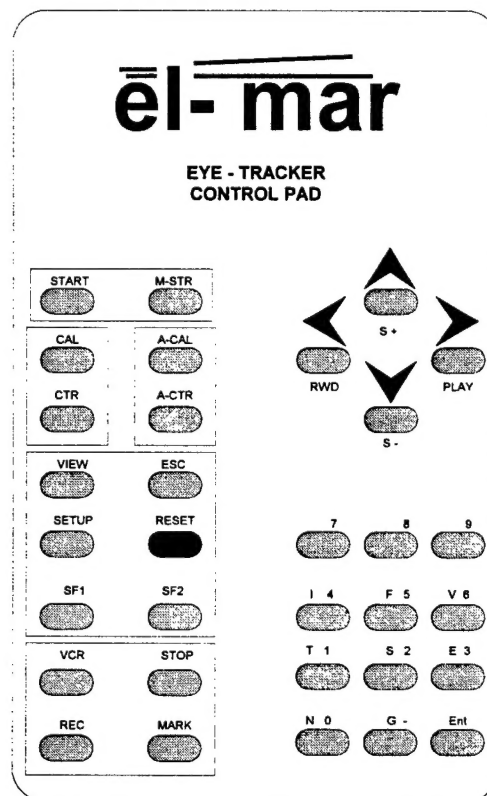 el-mar
EYE - TRACKER
CONTROL PAD
START M-STR
CAL A-CAL
CTR A-CTR
VIEW ESC
SETUP RESET
SF1 SF2
VCR STOP
REC MARK
S +
RWD PLAY
S -
7 8 9
I 4 F 5 V 6
T 1 S 2 E 3
N 0 G - Ent